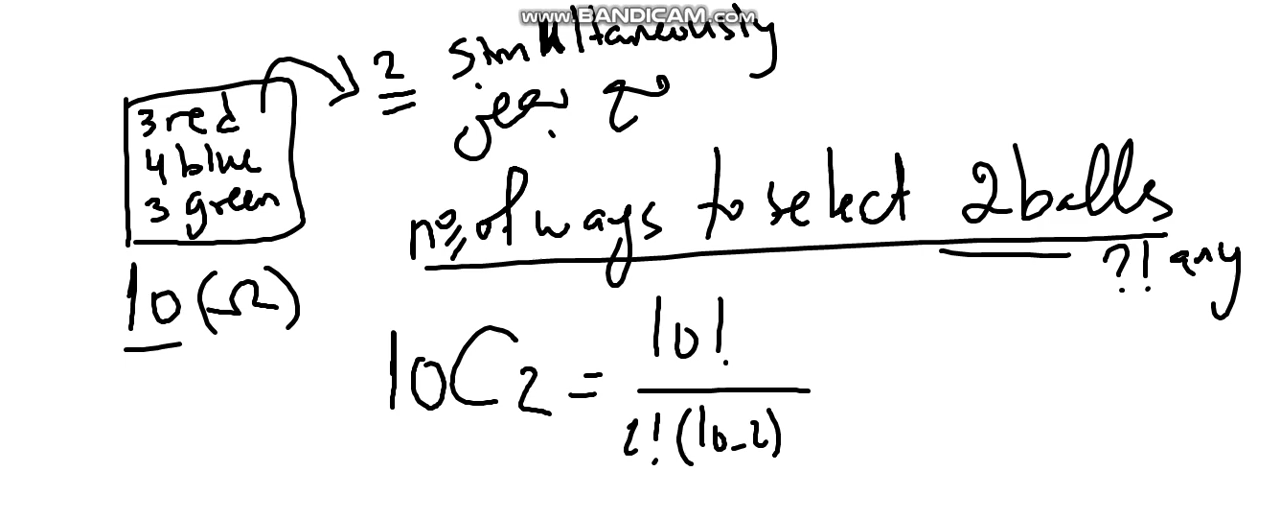 www.BANDICAM.com
2 simultaneously
3 red
4 blue
3 green
no of ways to select 2 balls
?! any
10 (Ω)
10C2 = 10! / 2!(10-2)